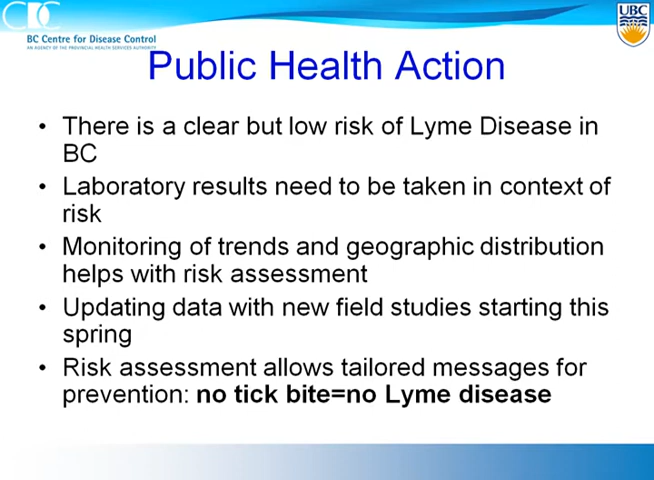 CDC
UBC
BC Centre for Disease Control
AN AGENCY OF THE PROVINCIAL HEALTH SERVICES AUTHORITY
Public Health Action
• There is a clear but low risk of Lyme Disease in
BC
• Laboratory results need to be taken in context of
risk
• Monitoring of trends and geographic distribution
helps with risk assessment
• Updating data with new field studies starting this
spring
• Risk assessment allows tailored messages for
prevention: no tick bite=no Lyme disease